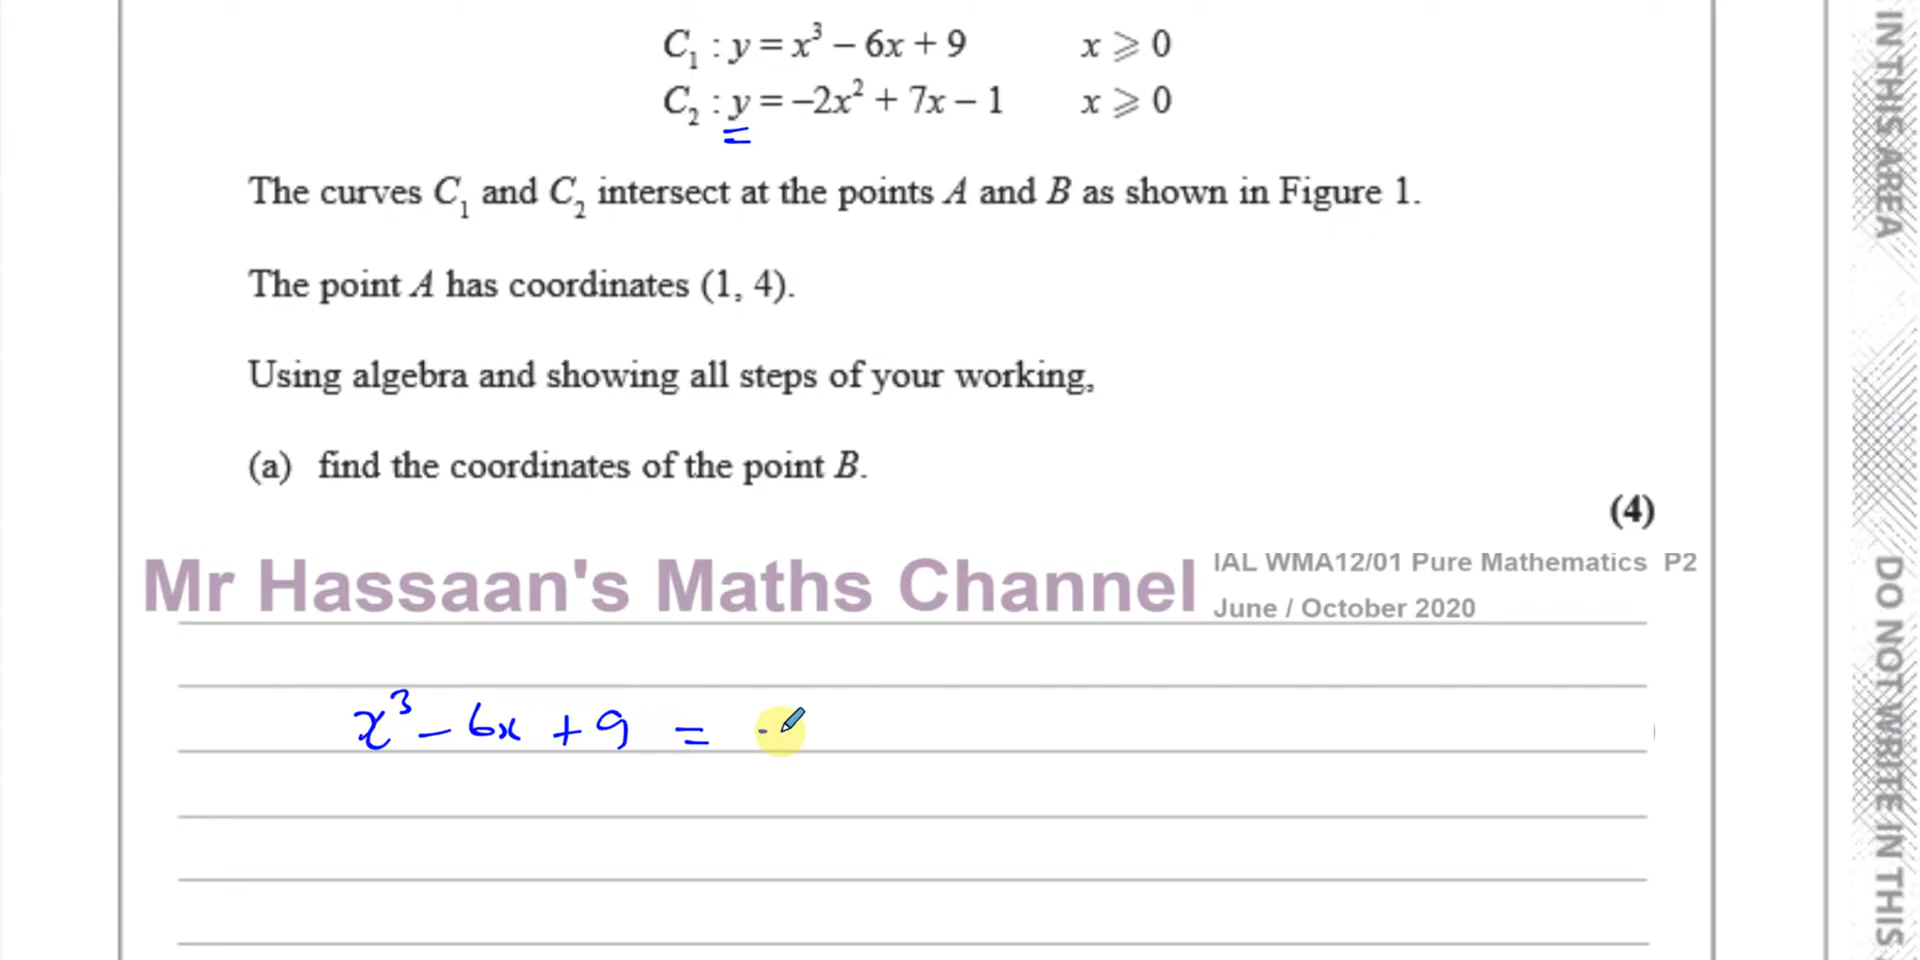 C₁ : y = x³ – 6x + 9 x ⩾ 0
C₂ : y = –2x² + 7x – 1 x ⩾ 0
The curves C₁ and C₂ intersect at the points A and B as shown in Figure 1.
The point A has coordinates (1, 4).
Using algebra and showing all steps of your working,
(a) find the coordinates of the point B.
(4)
Mr Hassaan's Maths Channel
IAL WMA12/01 Pure Mathematics P2
June / October 2020
x³ – 6x + 9 = -
IN THIS AREA
DO NOT WRITE IN THIS